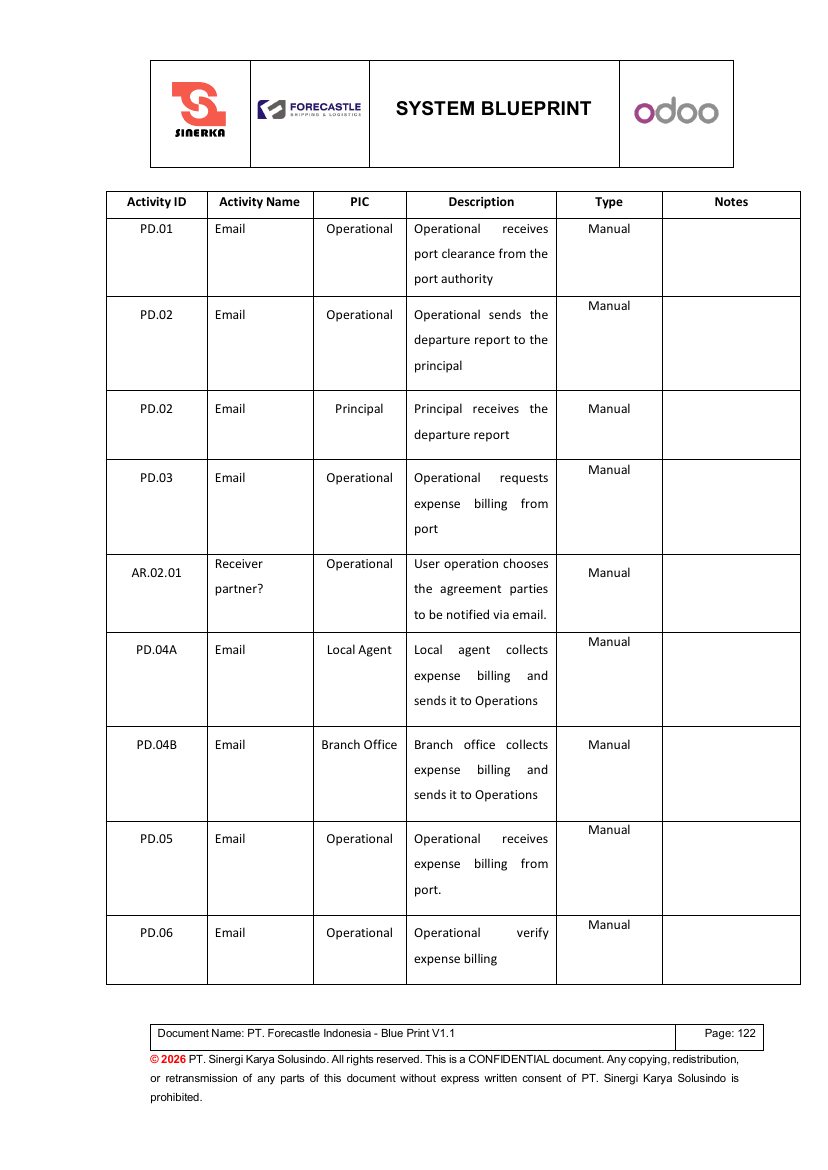 SINERKA
FORECASTLE
SHIPPING & LOGISTICS
SYSTEM BLUEPRINT
odoo
Activity ID Activity Name PIC Description Type Notes
PD.01 Email Operational Operational receives Manual
port clearance from the
port authority
PD.02 Email Operational Operational sends the Manual
departure report to the
principal
PD.02 Email Principal Principal receives the Manual
departure report
PD.03 Email Operational Operational requests Manual
expense billing from
port
AR.02.01 Receiver Operational User operation chooses Manual
partner? the agreement parties
to be notified via email.
PD.04A Email Local Agent Local agent collects Manual
expense billing and
sends it to Operations
PD.04B Email Branch Office Branch office collects Manual
expense billing and
sends it to Operations
PD.05 Email Operational Operational receives Manual
expense billing from
port.
PD.06 Email Operational Operational verify Manual
expense billing
Document Name: PT. Forecastle Indonesia - Blue Print V1.1 Page: 122
© 2026 PT. Sinergi Karya Solusindo. All rights reserved. This is a CONFIDENTIAL document. Any copying, redistribution,
or retransmission of any parts of this document without express written consent of PT. Sinergi Karya Solusindo is
prohibited.